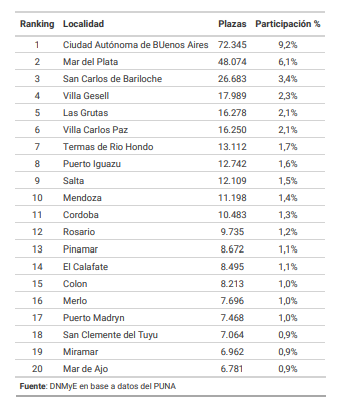 Ranking Localidad Plazas Participación %
1 Ciudad Autónoma de BUenos Aires 72.345 9,2%
2 Mar del Plata 48.074 6,1%
3 San Carlos de Bariloche 26.683 3,4%
4 Villa Gesell 17.989 2,3%
5 Las Grutas 16.278 2,1%
6 Villa Carlos Paz 16.250 2,1%
7 Termas de Rio Hondo 13.112 1,7%
8 Puerto Iguazu 12.742 1,6%
9 Salta 12.109 1,5%
10 Mendoza 11.198 1,4%
11 Cordoba 10.483 1,3%
12 Rosario 9.735 1,2%
13 Pinamar 8.672 1,1%
14 El Calafate 8.495 1,1%
15 Colon 8.213 1,0%
16 Merlo 7.696 1,0%
17 Puerto Madryn 7.468 1,0%
18 San Clemente del Tuyu 7.064 0,9%
19 Miramar 6.962 0,9%
20 Mar de Ajo 6.781 0,9%
Fuente: DNMyE en base a datos del PUNA